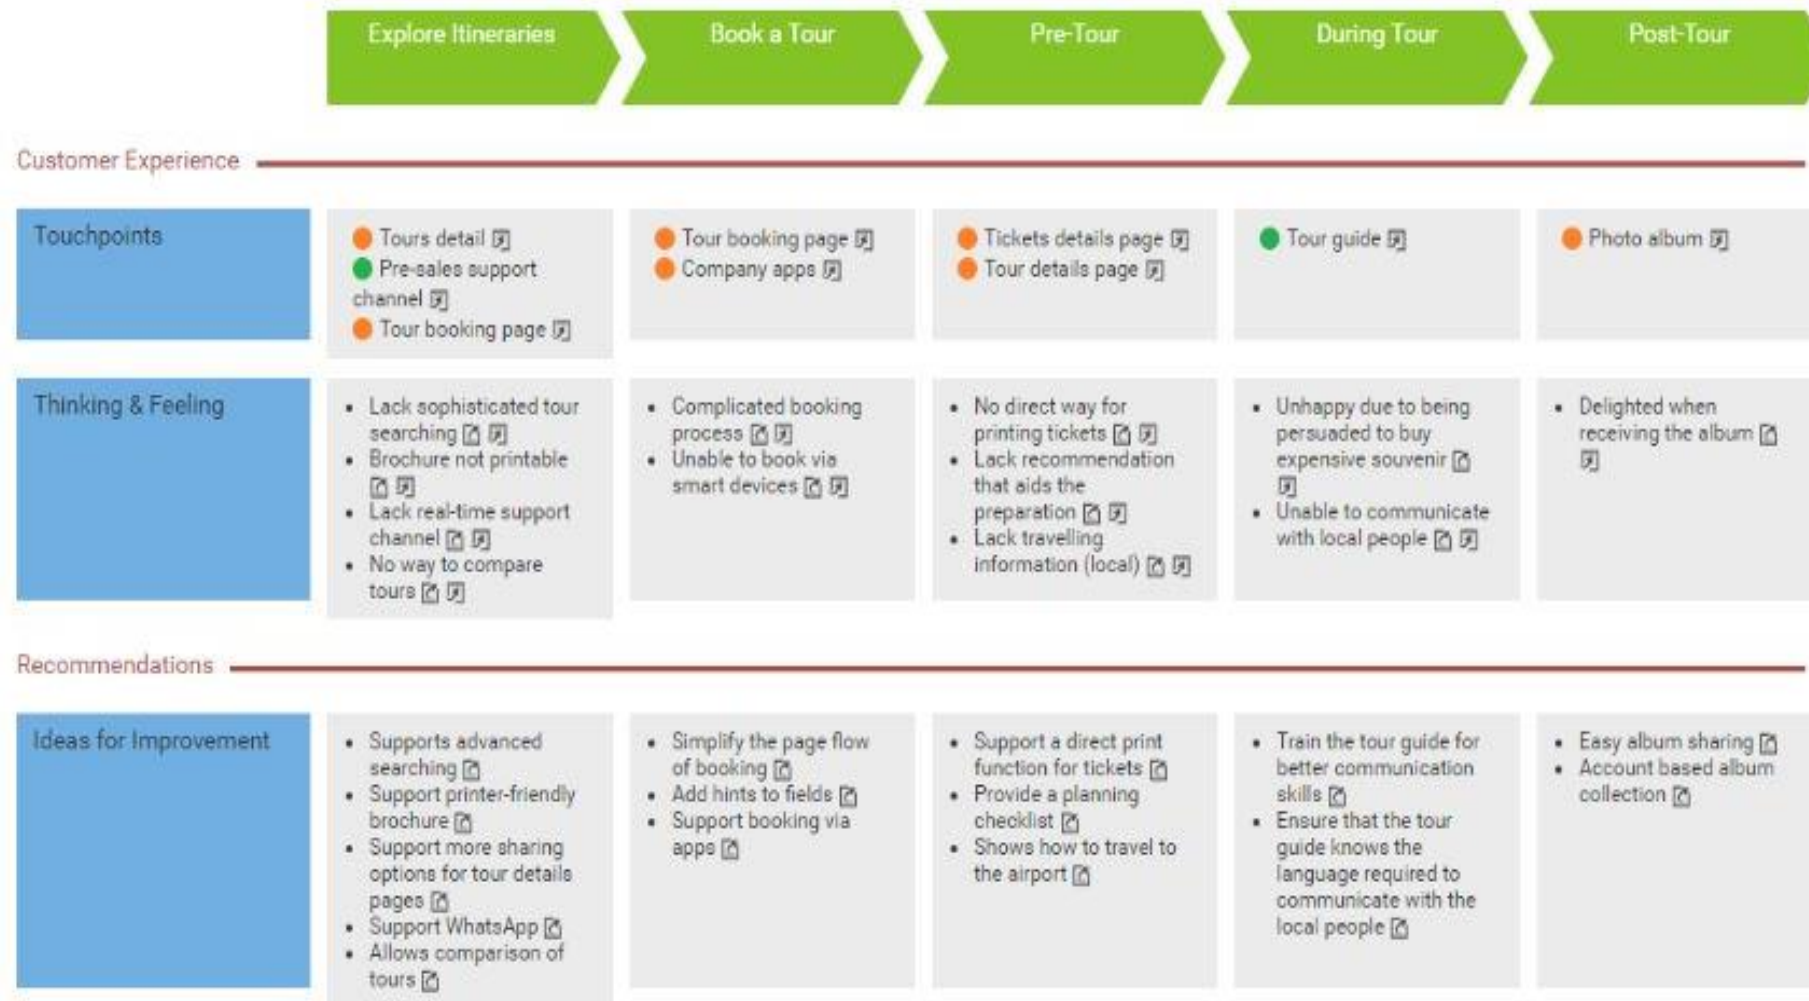 Explore Itineraries
Book a Tour
Pre-Tour
During Tour
Post-Tour
Customer Experience
Touchpoints
Tours detail
Pre-sales support
channel
Tour booking page
Tour booking page
Company apps
Tickets details page
Tour details page
Tour guide
Photo album
Thinking & Feeling
• Lack sophisticated tour
searching
• Brochure not printable
• Lack real-time support
channel
• No way to compare
tours
• Complicated booking
process
• Unable to book via
smart devices
• No direct way for
printing tickets
• Lack recommendation
that aids the
preparation
• Lack travelling
information (local)
• Unhappy due to being
persuaded to buy
expensive souvenir
• Unable to communicate
with local people
• Delighted when
receiving the album
Recommendations
Ideas for Improvement
• Supports advanced
searching
• Support printer-friendly
brochure
• Support more sharing
options for tour details
pages
• Support WhatsApp
• Allows comparison of
tours
• Simplify the page flow
of booking
• Add hints to fields
• Support booking via
apps
• Support a direct print
function for tickets
• Provide a planning
checklist
• Shows how to travel to
the airport
• Train the tour guide for
better communication
skills
• Ensure that the tour
guide knows the
language required to
communicate with the
local people
• Easy album sharing
• Account based album
collection